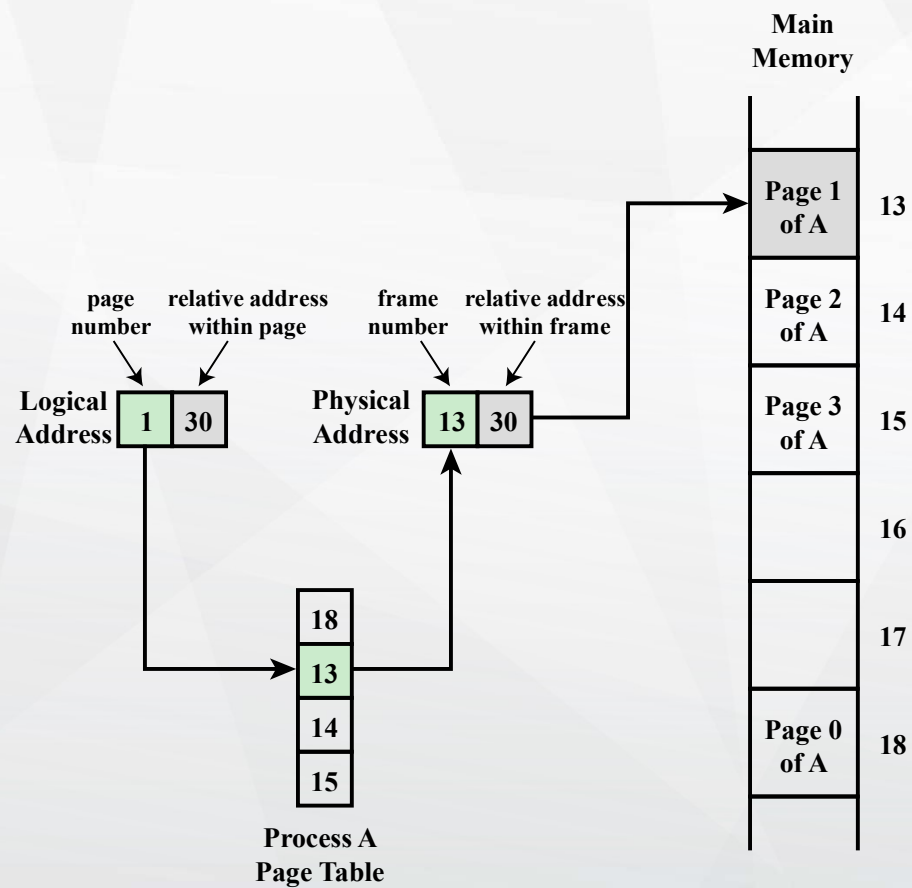 Main
Memory
Page 1
of A
13
Page 2
of A
14
Page 3
of A
15
16
17
Page 0
of A
18
page
number
relative address
within page
frame
number
relative address
within frame
Logical
Address
1 30
Physical
Address
13 30
18
13
14
15
Process A
Page Table